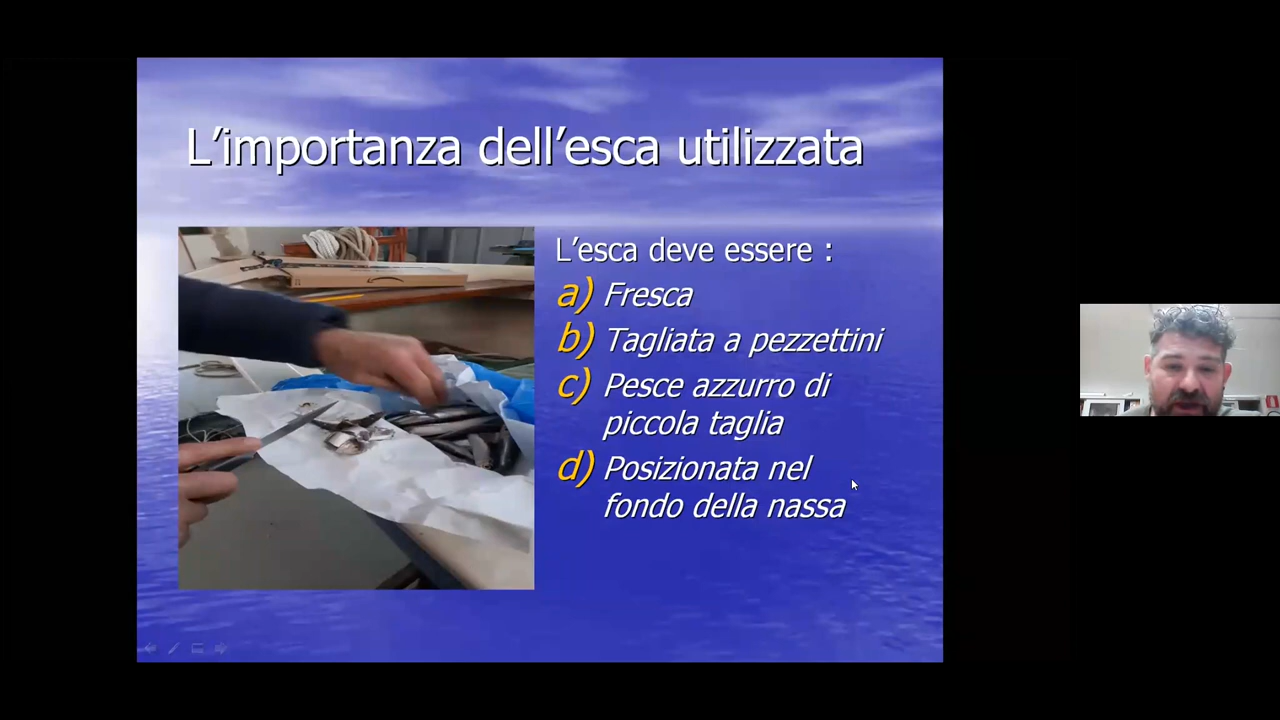 L’importanza dell’esca utilizzata
L’esca deve essere :
a) Fresca
b) Tagliata a pezzettini
c) Pesce azzurro di
piccola taglia
d) Posizionata nel
fondo della nassa